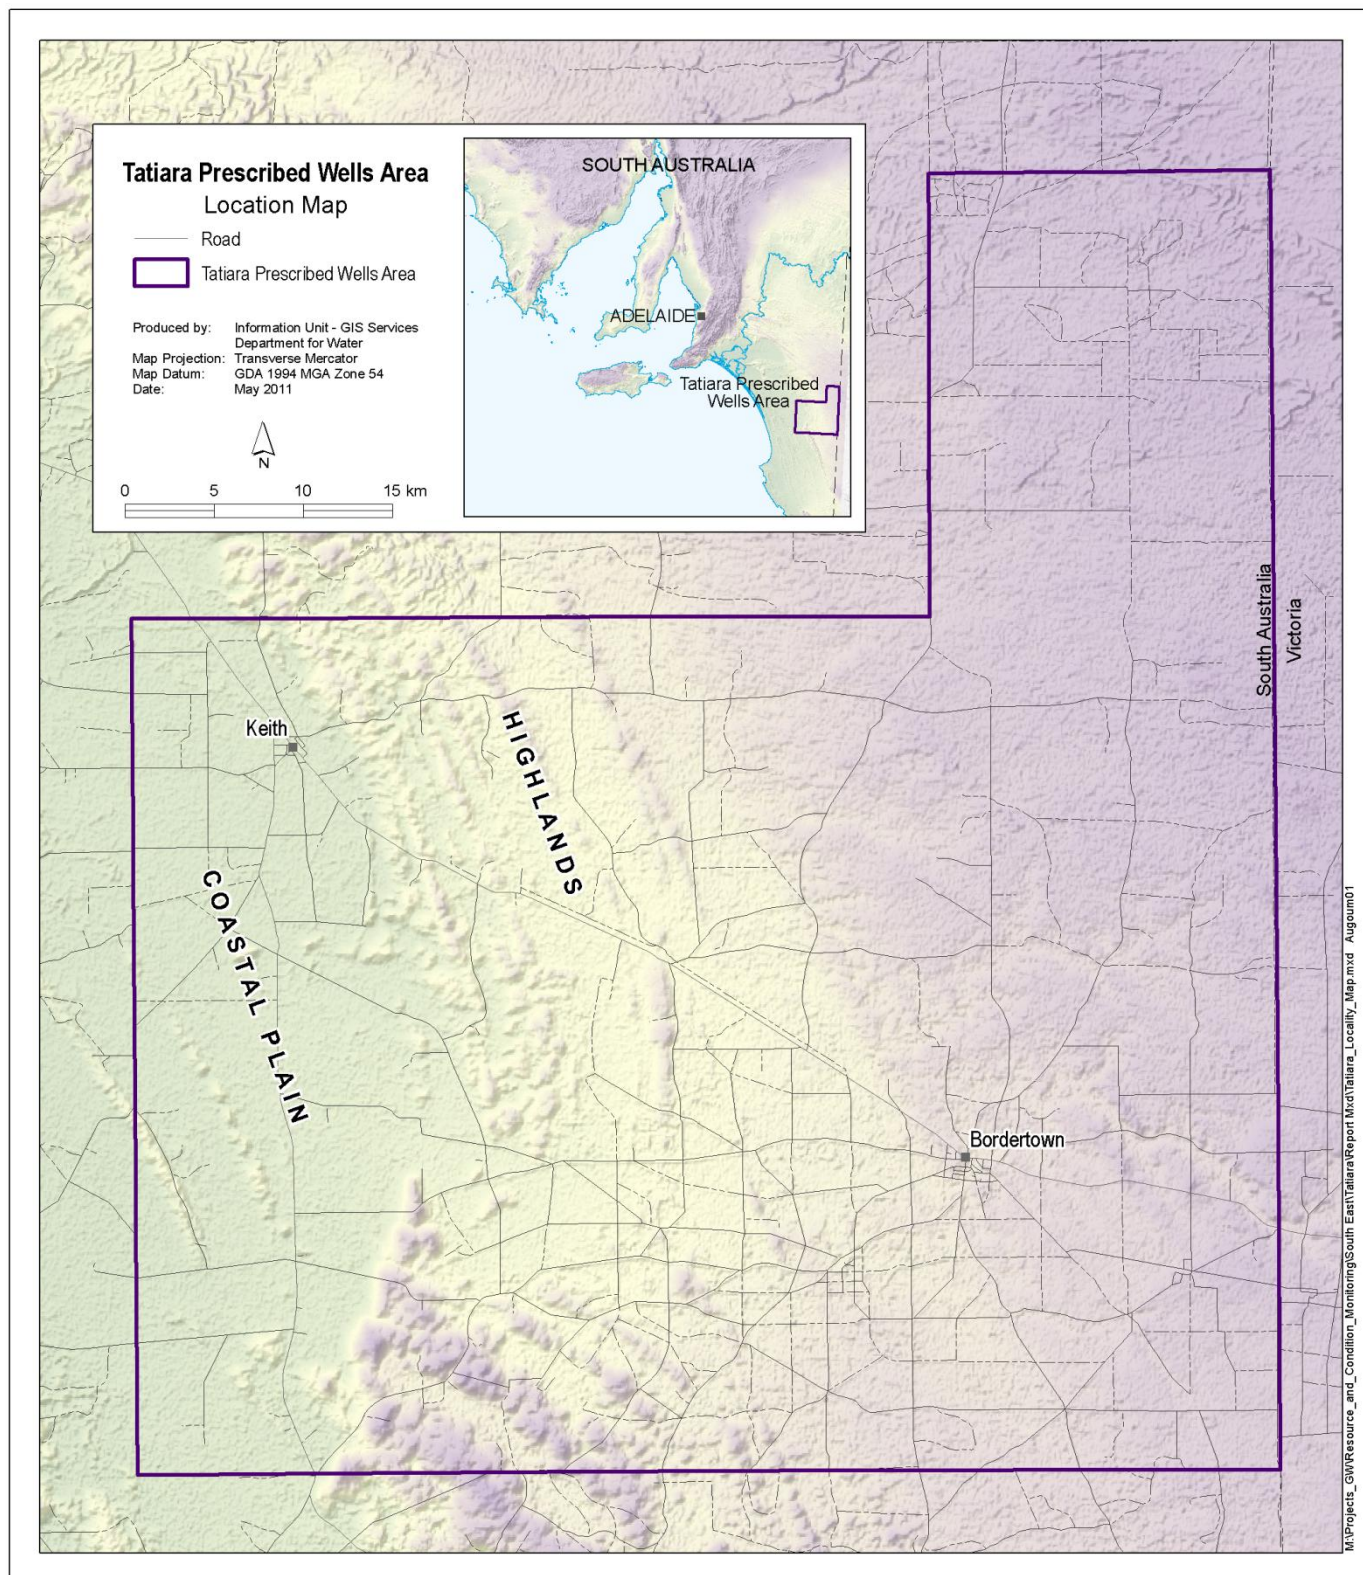 Tatiara Prescribed Wells Area
Location Map
Road
Tatiara Prescribed Wells Area
Produced by: Information Unit - GIS Services
Department for Water
Map Projection: Transverse Mercator
Map Datum: GDA 1994 MGA Zone 54
Date: May 2011
N
0 5 10 15 km
SOUTH AUSTRALIA
ADELAIDE
Tatiara Prescribed
Wells Area
South Australia
Victoria
Keith
HIGHLANDS
COASTAL PLAIN
Bordertown
M:\Projects_GW\Resource_and_Condition_Monitoring\South East\Tatiara\Report Mxd\Tatiara_Locality_Map.mxd Augoum01